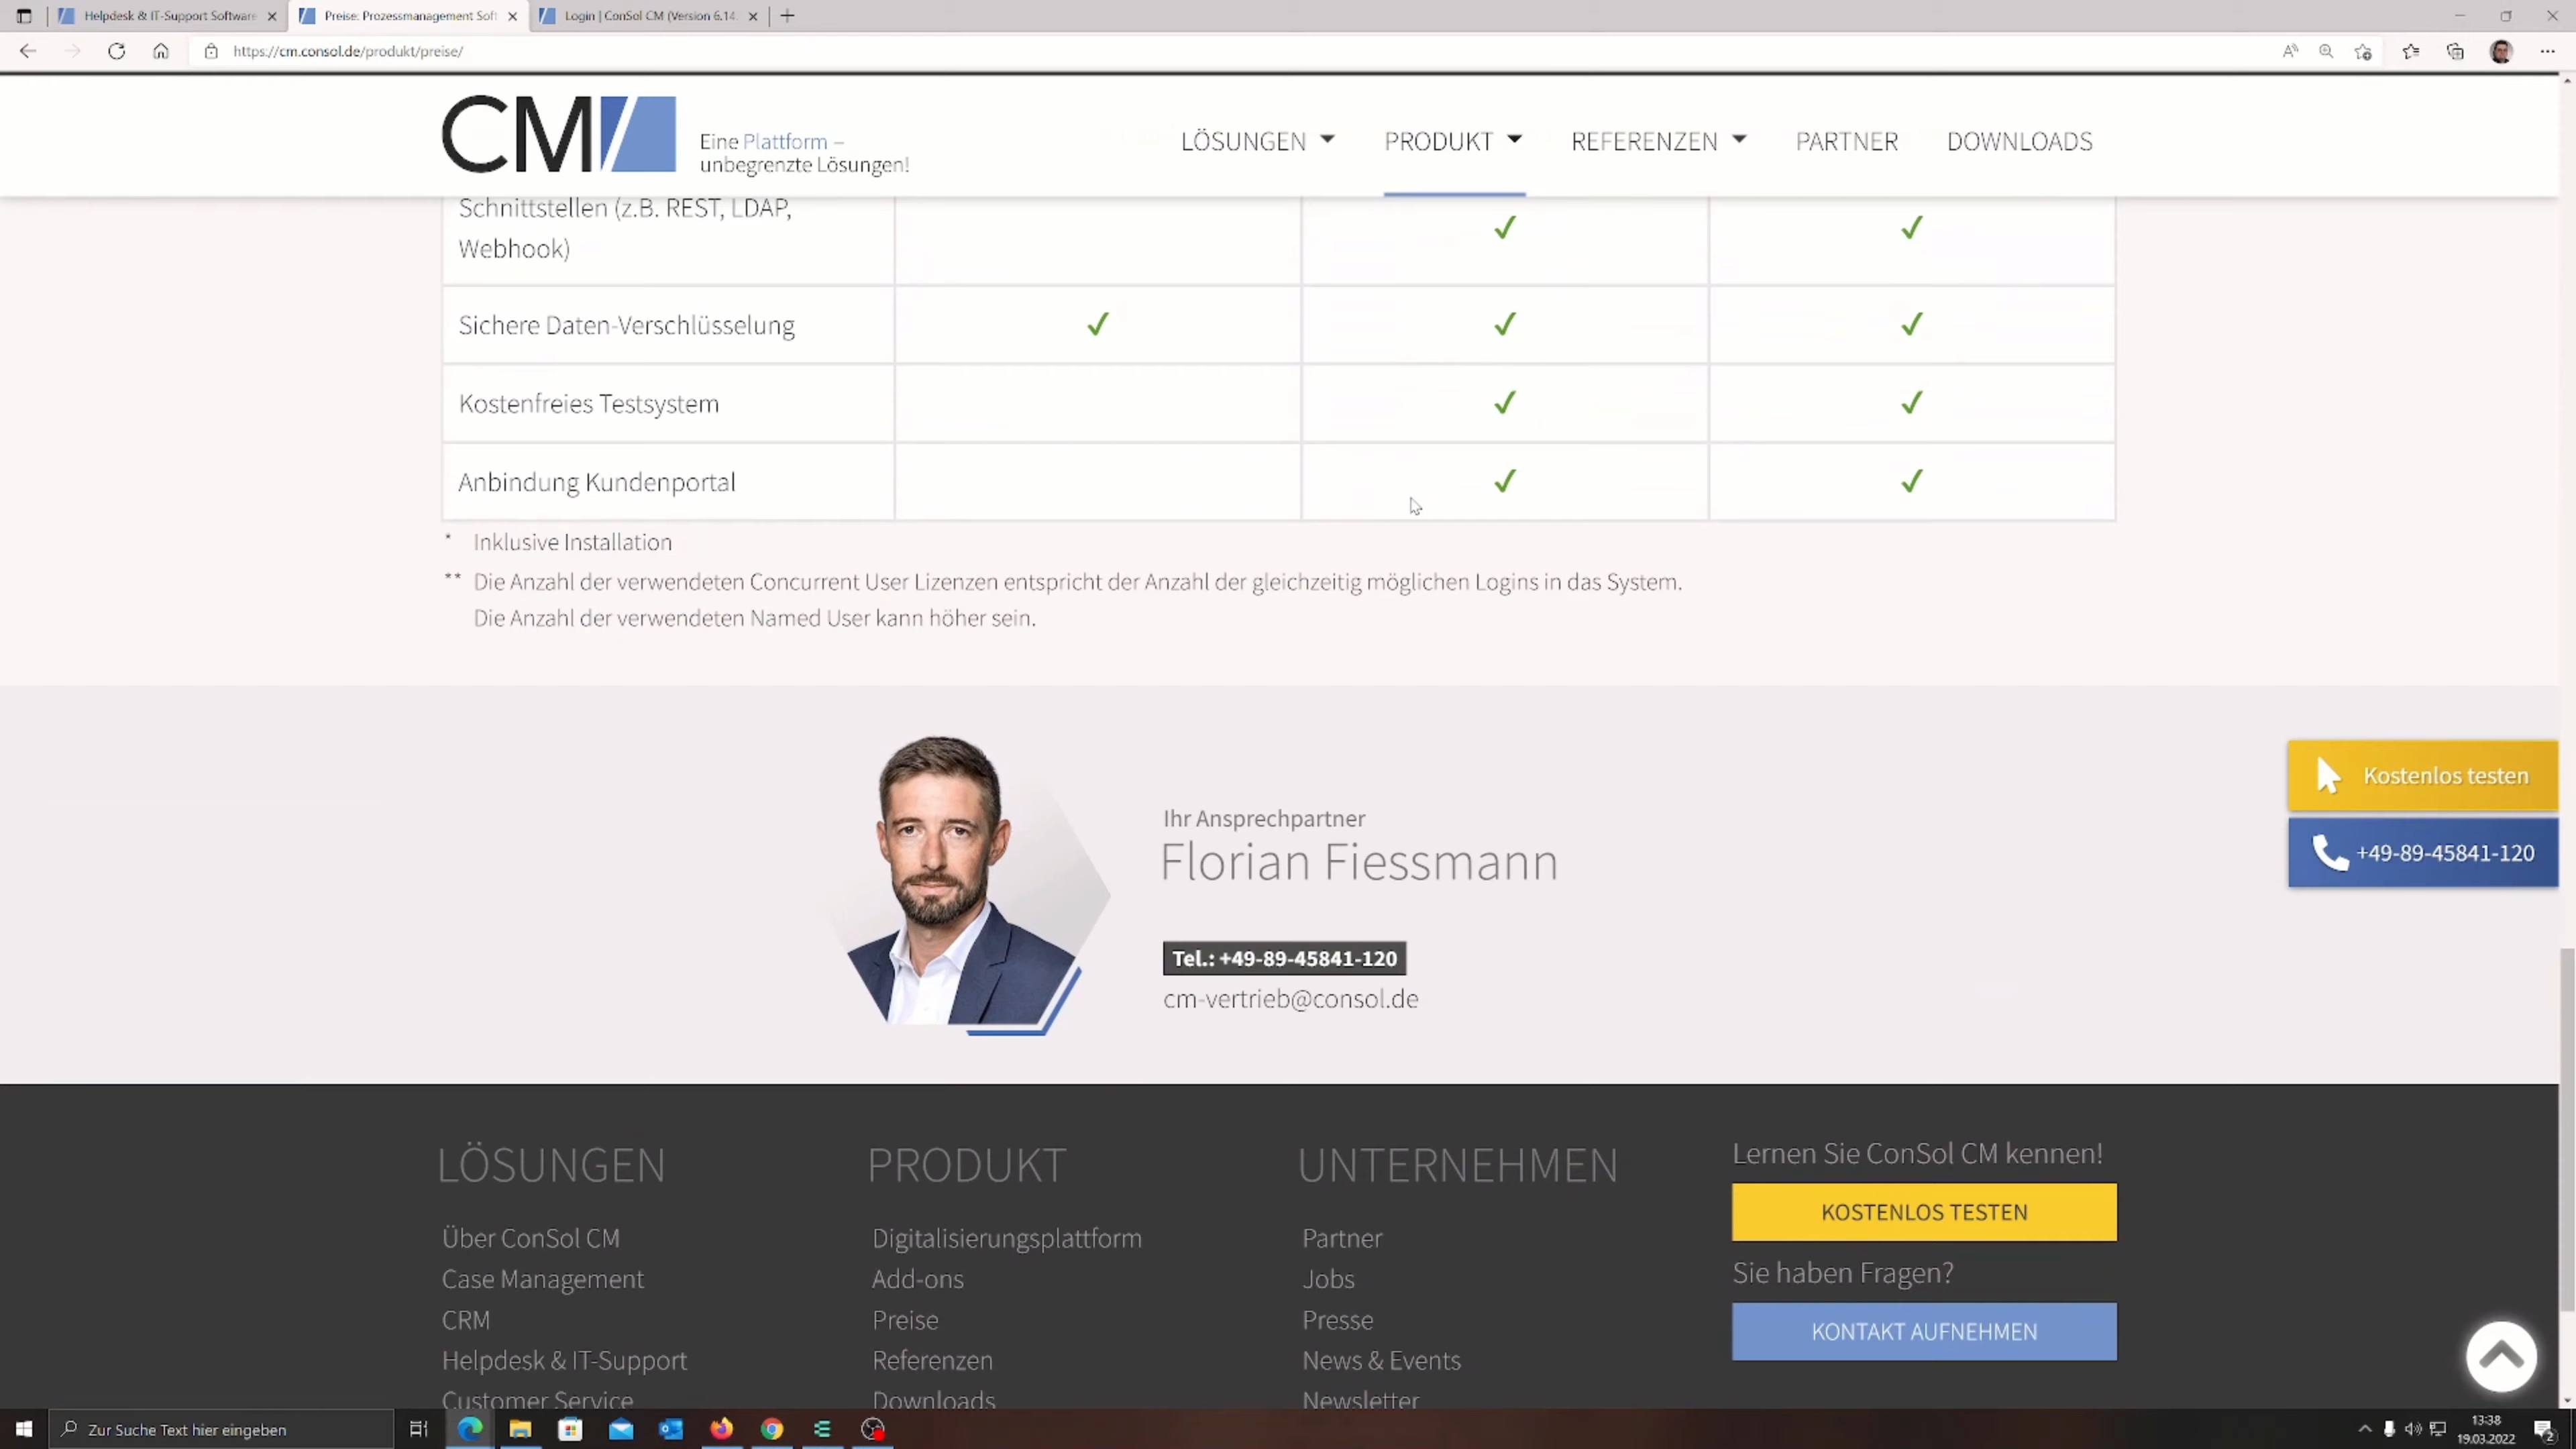 Helpdesk & IT-Support Software
Preise: Prozessmanagement Soft
Login | ConSol CM (Version 6.14.
https://cm.consol.de/produkt/preise/
CM
Eine Plattform –
unbegrenzte Lösungen!
LÖSUNGEN
PRODUKT
REFERENZEN
PARTNER
DOWNLOADS
Schnittstellen (z.B. REST, LDAP,
Webhook)
Sichere Daten-Verschlüsselung
Kostenfreies Testsystem
Anbindung Kundenportal
* Inklusive Installation
** Die Anzahl der verwendeten Concurrent User Lizenzen entspricht der Anzahl der gleichzeitig möglichen Logins in das System.
Die Anzahl der verwendeten Named User kann höher sein.
Kostenlos testen
+49-89-45841-120
Ihr Ansprechpartner
Florian Fiessmann
Tel.: +49-89-45841-120
cm-vertrieb@consol.de
LÖSUNGEN
Über ConSol CM
Case Management
CRM
Helpdesk & IT-Support
Customer Service
PRODUKT
Digitalisierungsplattform
Add-ons
Preise
Referenzen
Downloads
UNTERNEHMEN
Partner
Jobs
Presse
News & Events
Newsletter
Lernen Sie ConSol CM kennen!
KOSTENLOS TESTEN
Sie haben Fragen?
KONTAKT AUFNEHMEN
Zur Suche Text hier eingeben
13:38
19.03.2022
2